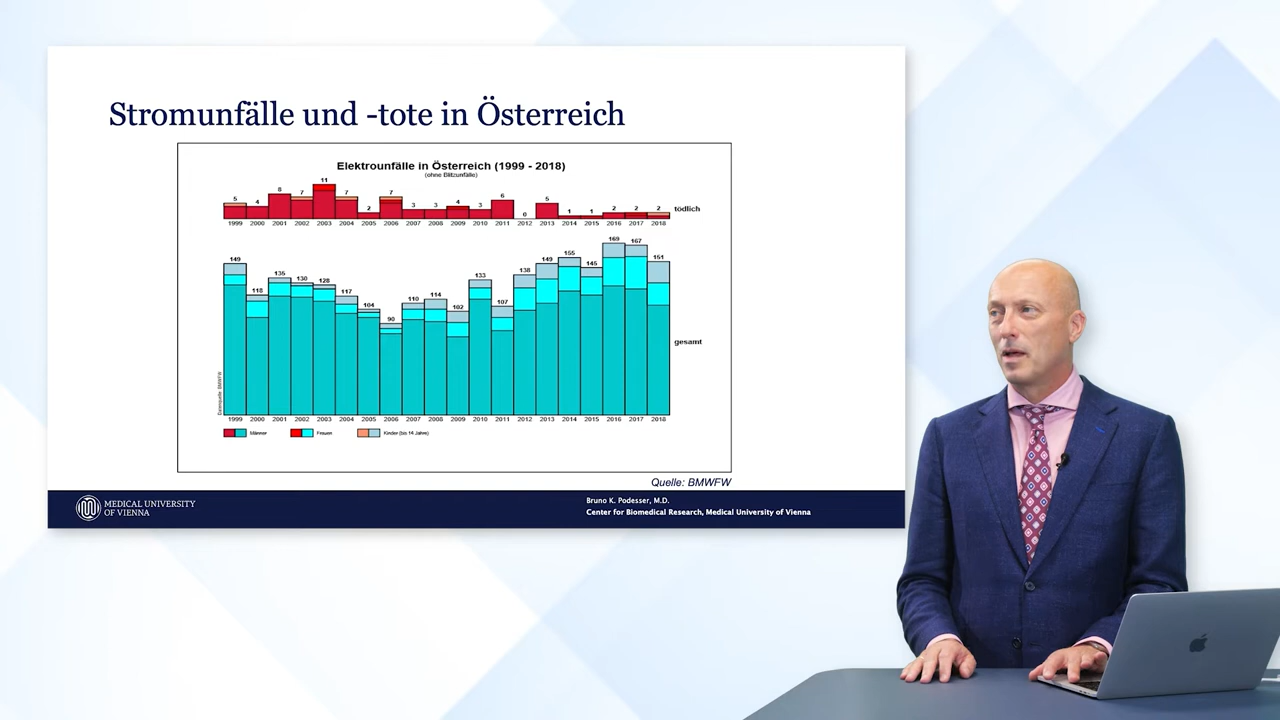 Stromunfälle und -tote in Österreich
Elektrounfälle in Österreich (1999 - 2018)
(ohne Blitzunfälle)
5 4 8 7 11 7 2 7 3 3 4 3 6 0 5 1 1 2 2 2
tödlich
1999 2000 2001 2002 2003 2004 2005 2006 2007 2008 2009 2010 2011 2012 2013 2014 2015 2016 2017 2018
149 118 135 130 128 117 104 90 110 114 102 133 107 138 149 155 145 169 167 151
gesamt
Datenquelle: BMWFW
1999 2000 2001 2002 2003 2004 2005 2006 2007 2008 2009 2010 2011 2012 2013 2014 2015 2016 2017 2018
Männer Frauen Kinder (bis 14 Jahre)
Quelle: BMWFW
MEDICAL UNIVERSITY
OF VIENNA
Bruno K. Podesser, M.D.
Center for Biomedical Research, Medical University of Vienna